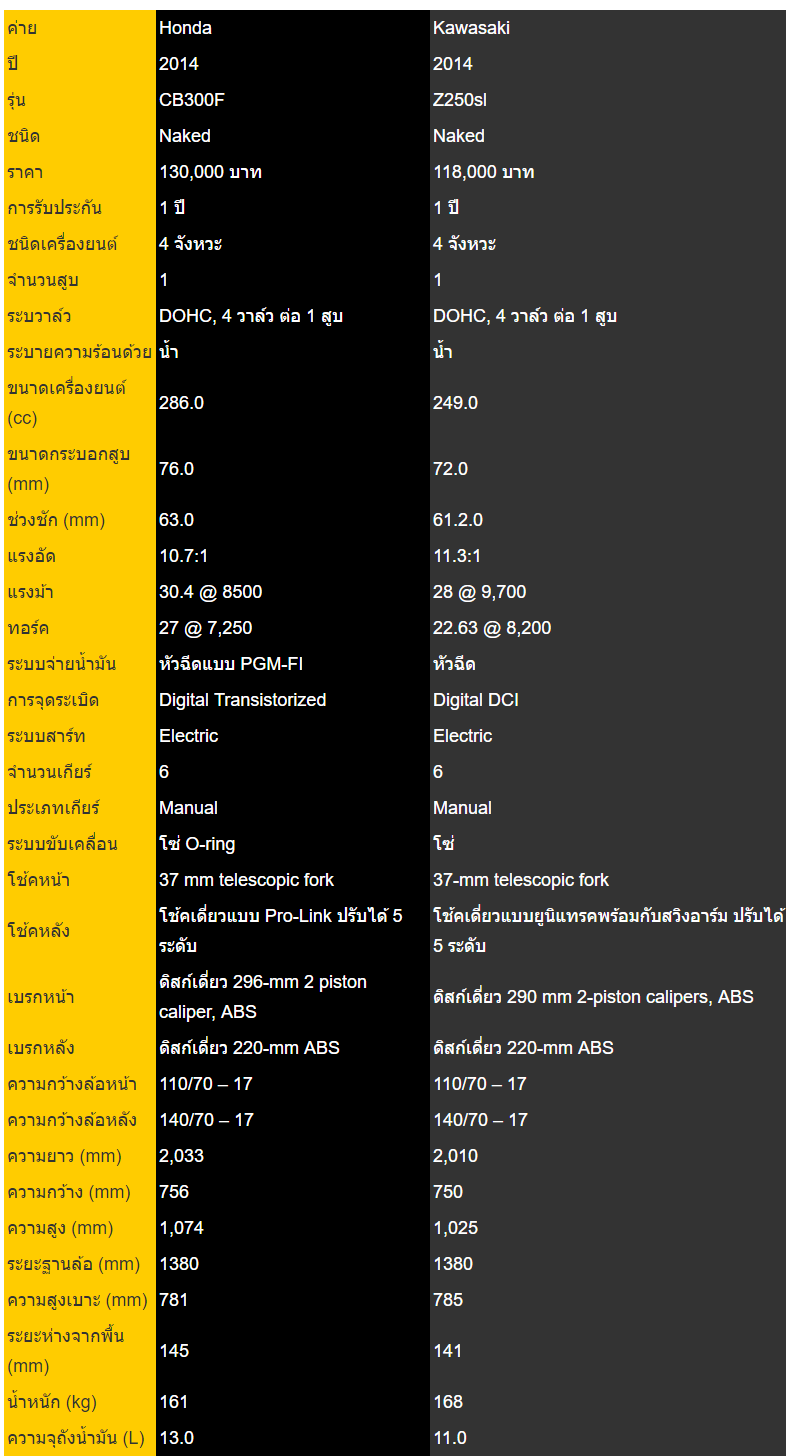 ค่าย Honda Kawasaki
ปี 2014 2014
รุ่น CB300F Z250sl
ชนิด Naked Naked
ราคา 130,000 บาท 118,000 บาท
การรับประกัน 1 ปี 1 ปี
ชนิดเครื่องยนต์ 4 จังหวะ 4 จังหวะ
จำนวนสูบ 1 1
ระบวาล์ว DOHC, 4 วาล์ว ต่อ 1 สูบ DOHC, 4 วาล์ว ต่อ 1 สูบ
ระบายความร้อนด้วย น้ำ น้ำ
ขนาดเครื่องยนต์
(cc) 286.0 249.0
ขนาดกระบอกสูบ
(mm) 76.0 72.0
ช่วงชัก (mm) 63.0 61.2.0
แรงอัด 10.7:1 11.3:1
แรงม้า 30.4 @ 8500 28 @ 9,700
ทอร์ค 27 @ 7,250 22.63 @ 8,200
ระบบจ่ายน้ำมัน หัวฉีดแบบ PGM-FI หัวฉีด
การจุดระเบิด Digital Transistorized Digital DCI
ระบบสาร์ท Electric Electric
จำนวนเกียร์ 6 6
ประเภทเกียร์ Manual Manual
ระบบขับเคลื่อน โซ่ O-ring โซ่
โช้คหน้า 37 mm telescopic fork 37-mm telescopic fork
โช้คหลัง โช้คเดี่ยวแบบ Pro-Link ปรับได้ 5
ระดับ โช้คเดี่ยวแบบยูนิแทรคพร้อมกับสวิงอาร์ม ปรับได้
5 ระดับ
เบรกหน้า ดิสก์เดี่ยว 296-mm 2 piston
caliper, ABS ดิสก์เดี่ยว 290 mm 2-piston calipers, ABS
เบรกหลัง ดิสก์เดี่ยว 220-mm ABS ดิสก์เดี่ยว 220-mm ABS
ความกว้างล้อหน้า 110/70 – 17 110/70 – 17
ความกว้างล้อหลัง 140/70 – 17 140/70 – 17
ความยาว (mm) 2,033 2,010
ความกว้าง (mm) 756 750
ความสูง (mm) 1,074 1,025
ระยะฐานล้อ (mm) 1380 1380
ความสูงเบาะ (mm) 781 785
ระยะห่างจากพื้น
(mm) 145 141
น้ำหนัก (kg) 161 168
ความจุถังน้ำมัน (L) 13.0 11.0